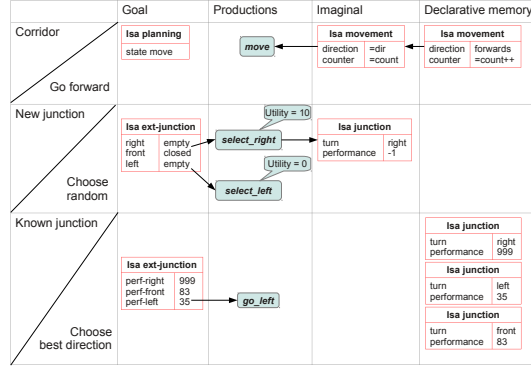 Goal
Productions
Imaginal
Declarative memory
Corridor
Go forward
Isa planning
state move
move
Isa movement
direction =dir
counter =count
Isa movement
direction forwards
counter =count++
New junction
Choose
random
Isa ext-junction
right empty
front closed
left empty
Utility = 10
select_right
Utility = 0
select_left
Isa junction
turn right
performance -1
Known junction
Choose
best direction
Isa ext-junction
perf-right 999
perf-front 83
perf-left 35
go_left
Isa junction
turn right
performance 999
Isa junction
turn left
performance 35
Isa junction
turn front
performance 83